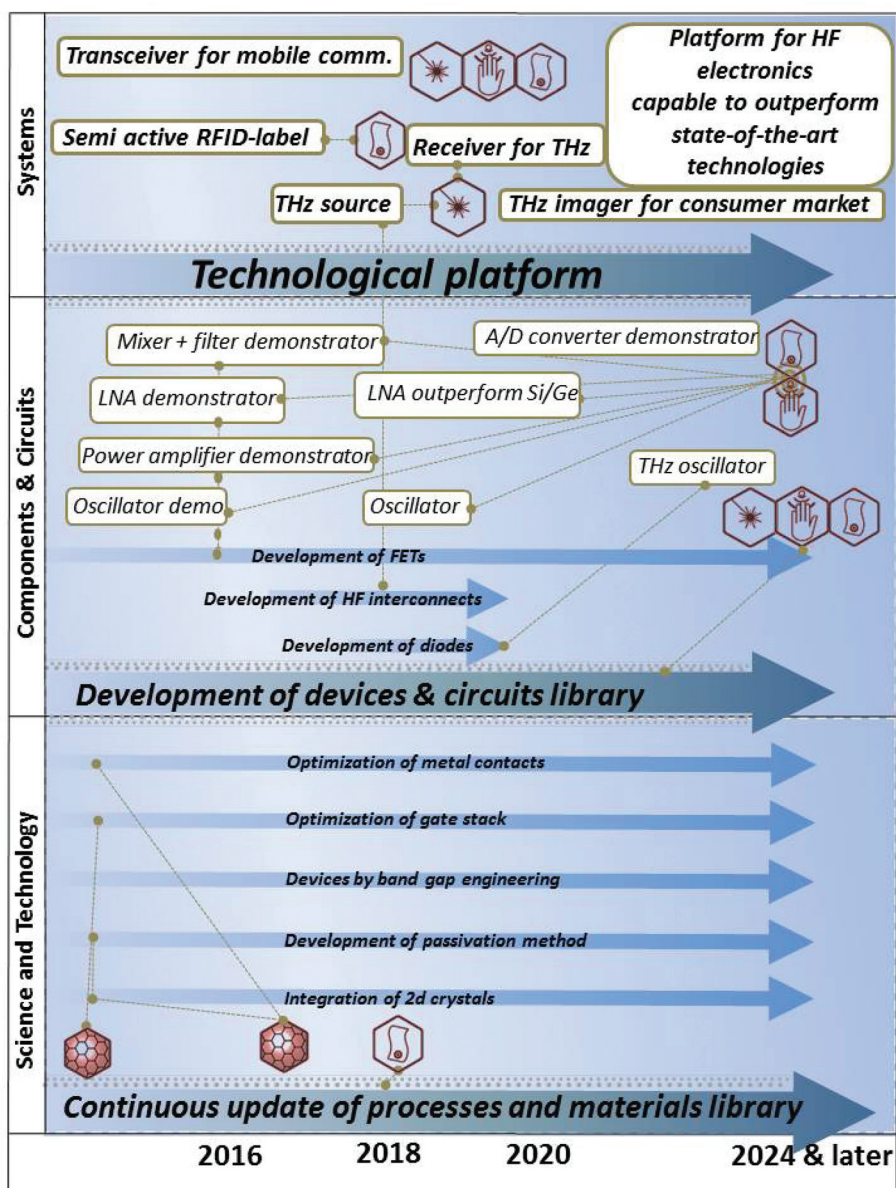 Systems
Transceiver for mobile comm.
Platform for HF
electronics
capable to outperform
state-of-the-art
technologies
Semi active RFID-label
Receiver for THz
THz source
THz imager for consumer market
Technological platform
Components & Circuits
Mixer + filter demonstrator
A/D converter demonstrator
LNA demonstrator
LNA outperform Si/Ge
Power amplifier demonstrator
THz oscillator
Oscillator demo
Oscillator
Development of FETs
Development of HF interconnects
Development of diodes
Development of devices & circuits library
Science and Technology
Optimization of metal contacts
Optimization of gate stack
Devices by band gap engineering
Development of passivation method
Integration of 2d crystals
Continuous update of processes and materials library
2016
2018
2020
2024 & later